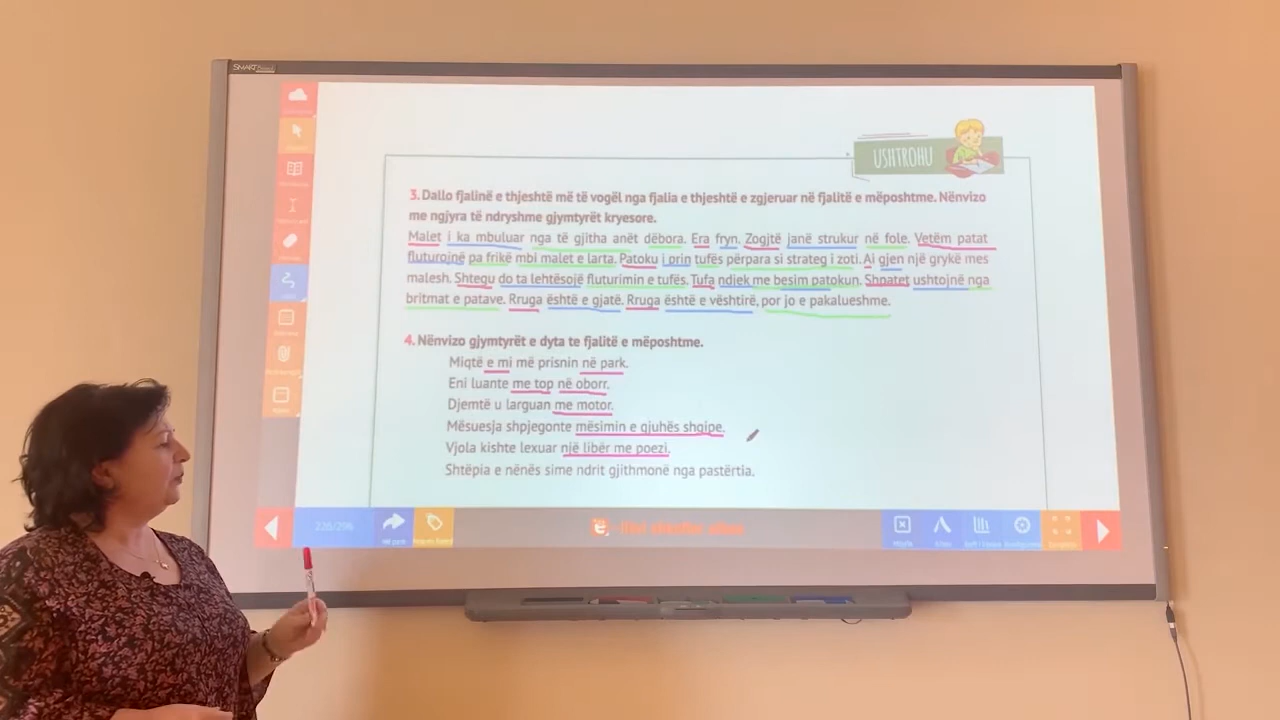 SMART
USHTROHU
3. Dallo fjalinë e thjeshtë më të vogël nga fjalia e thjeshtë e zgjeruar në fjalitë e mëposhtme. Nënvizo
me ngjyra të ndryshme gjymtyrët kryesore.
Malet i ka mbuluar nga të gjitha anët dëbora. Era fryn. Zogjtë janë strukur në fole. Vetëm patat
fluturojnë pa frikë mbi malet e larta. Patoku i prin tufës përpara si strateg i zoti. Ai gjen një grykë mes
malesh. Shtegu do ta lehtësojë fluturimin e tufës. Tufa ndjek me besim patokun. Shpatet ushtojnë nga
britmat e patave. Rruga është e gjatë. Rruga është e vështirë, por jo e pakalueshme.
4. Nënvizo gjymtyrët e dyta te fjalitë e mëposhtme.
Miqtë e mi më prisnin në park.
Eni luante me top në oborr.
Djemtë u larguan me motor.
Mësuesja shpjegonte mësimin e gjuhës shqipe.
Vjola kishte lexuar një libër me poezi.
Shtëpia e nënës sime ndrit gjithmonë nga pastërtia.
226/296